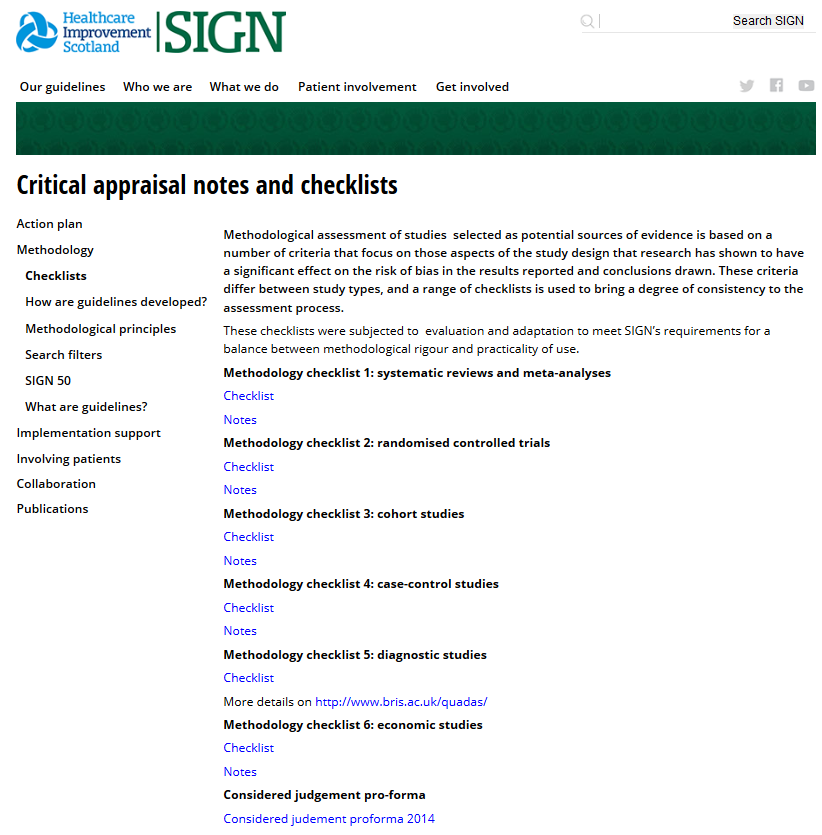 Healthcare
Improvement
Scotland
SIGN
Search SIGN
Our guidelines Who we are What we do Patient involvement Get involved
Critical appraisal notes and checklists
Action plan
Methodology
Checklists
How are guidelines developed?
Methodological principles
Search filters
SIGN 50
What are guidelines?
Implementation support
Involving patients
Collaboration
Publications
Methodological assessment of studies selected as potential sources of evidence is based on a
number of criteria that focus on those aspects of the study design that research has shown to have
a significant effect on the risk of bias in the results reported and conclusions drawn. These criteria
differ between study types, and a range of checklists is used to bring a degree of consistency to the
assessment process.
These checklists were subjected to evaluation and adaptation to meet SIGN's requirements for a
balance between methodological rigour and practicality of use.
Methodology checklist 1: systematic reviews and meta-analyses
Checklist
Notes
Methodology checklist 2: randomised controlled trials
Checklist
Notes
Methodology checklist 3: cohort studies
Checklist
Notes
Methodology checklist 4: case-control studies
Checklist
Notes
Methodology checklist 5: diagnostic studies
Checklist
More details on http://www.bris.ac.uk/quadas/
Methodology checklist 6: economic studies
Checklist
Notes
Considered judgement pro-forma
Considered judement proforma 2014